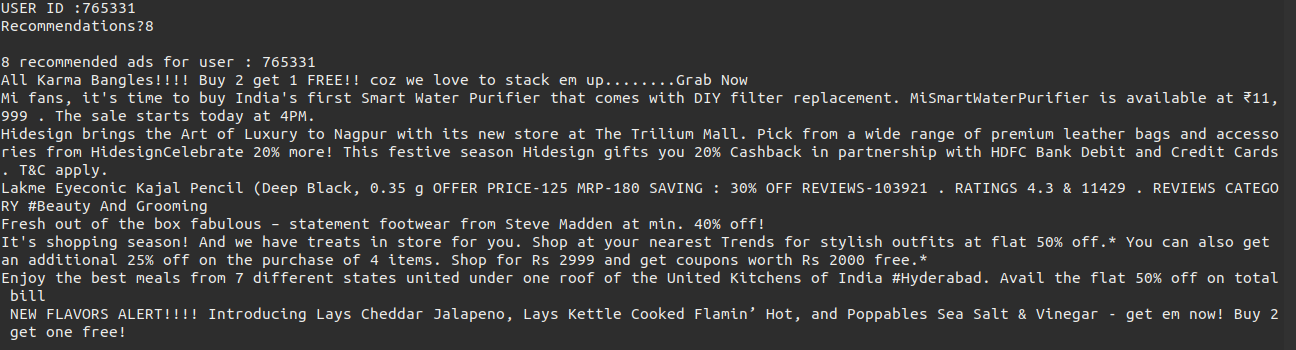 USER ID :765331
Recommendations?8
8 recommended ads for user : 765331
All Karma Bangles!!!! Buy 2 get 1 FREE!! coz we love to stack em up........Grab Now
Mi fans, it's time to buy India's first Smart Water Purifier that comes with DIY filter replacement. MiSmartWaterPurifier is available at ₹11,
999 . The sale starts today at 4PM.
Hidesign brings the Art of Luxury to Nagpur with its new store at The Trilium Mall. Pick from a wide range of premium leather bags and accesso
ries from HidesignCelebrate 20% more! This festive season Hidesign gifts you 20% Cashback in partnership with HDFC Bank Debit and Credit Cards
. T&C apply.
Lakme Eyeconic Kajal Pencil (Deep Black, 0.35 g OFFER PRICE-125 MRP-180 SAVING : 30% OFF REVIEWS-103921 . RATINGS 4.3 & 11429 . REVIEWS CATEGO
RY #Beauty And Grooming
Fresh out of the box fabulous – statement footwear from Steve Madden at min. 40% off!
It's shopping season! And we have treats in store for you. Shop at your nearest Trends for stylish outfits at flat 50% off.* You can also get
an additional 25% off on the purchase of 4 items. Shop for Rs 2999 and get coupons worth Rs 2000 free.*
Enjoy the best meals from 7 different states united under one roof of the United Kitchens of India #Hyderabad. Avail the flat 50% off on total
bill
NEW FLAVORS ALERT!!!! Introducing Lays Cheddar Jalapeno, Lays Kettle Cooked Flamin’ Hot, and Poppables Sea Salt & Vinegar - get em now! Buy 2
get one free!